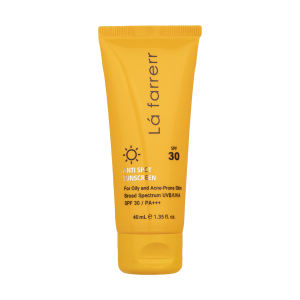 Lá farrerr
SPF
30
ANTI SPOT
SUNSCREEN
For Oily and Acne-Prone Skin
Broad Spectrum UVB/UVA
SPF 30 / PA+++
40 mL e 1.35 fl. oz.